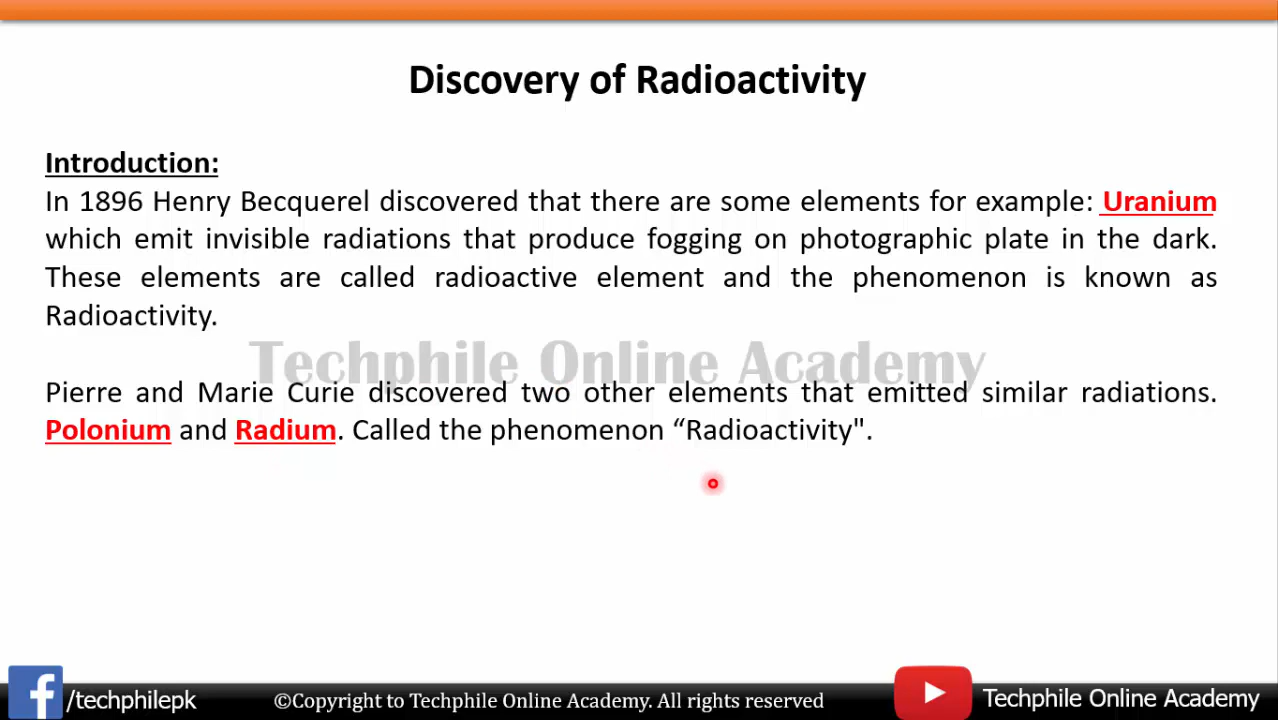 Discovery of Radioactivity
Introduction:
In 1896 Henry Becquerel discovered that there are some elements for example: Uranium
which emit invisible radiations that produce fogging on photographic plate in the dark.
These elements are called radioactive element and the phenomenon is known as
Radioactivity.
Techphile Online Academy
Pierre and Marie Curie discovered two other elements that emitted similar radiations.
Polonium and Radium. Called the phenomenon “Radioactivity".
f /techphilepk ©Copyright to Techphile Online Academy. All rights reserved Techphile Online Academy